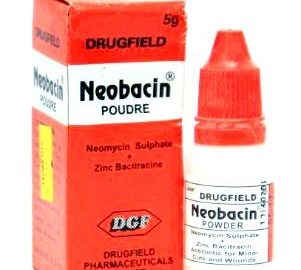 5g
DRUGFIELD
Neobacin®
POUDRE
Neomycin Sulphate
+
Zinc Bacitracine
DGF
DRUGFIELD
PHARMACEUTICALS
DGF
DRUGFIELD
Neobacin
POWDER
Neomycin Sulphate
+
Zinc Bacitracin
Antibiotic for Minor
Cuts and Wounds